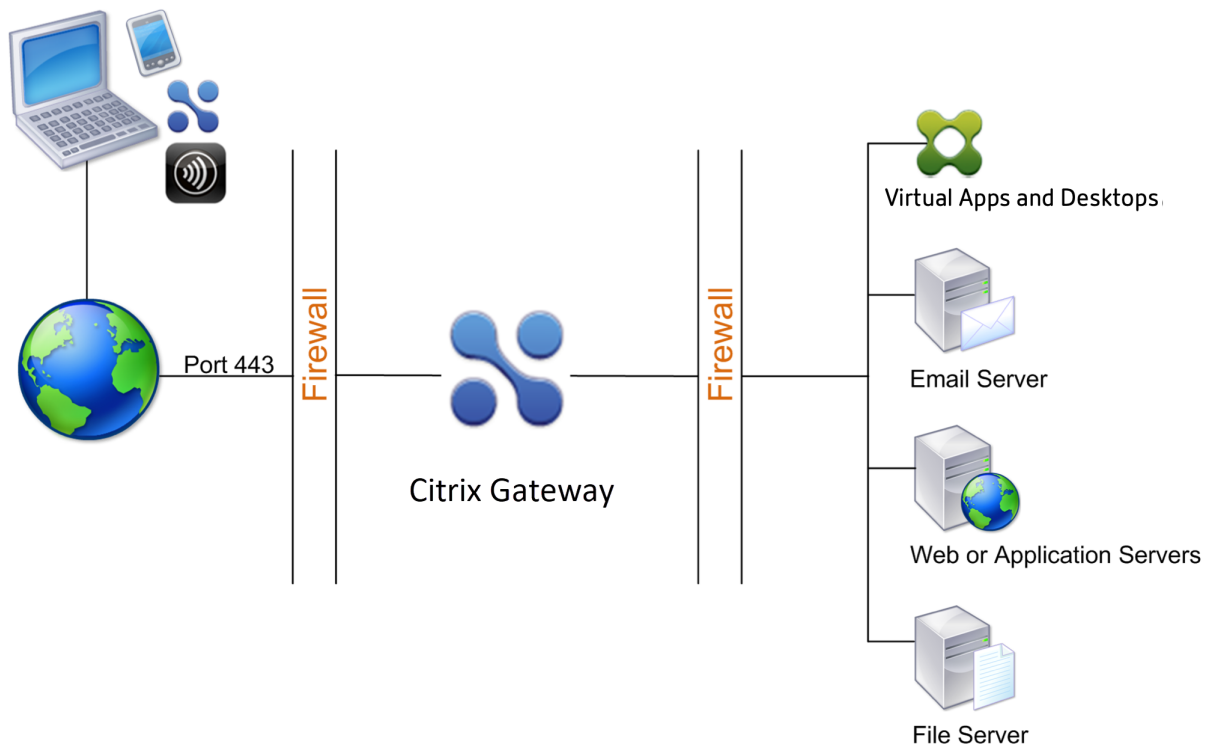 Virtual Apps and Desktops
Port 443
Firewall
Firewall
Email Server
Citrix Gateway
Web or Application Servers
File Server